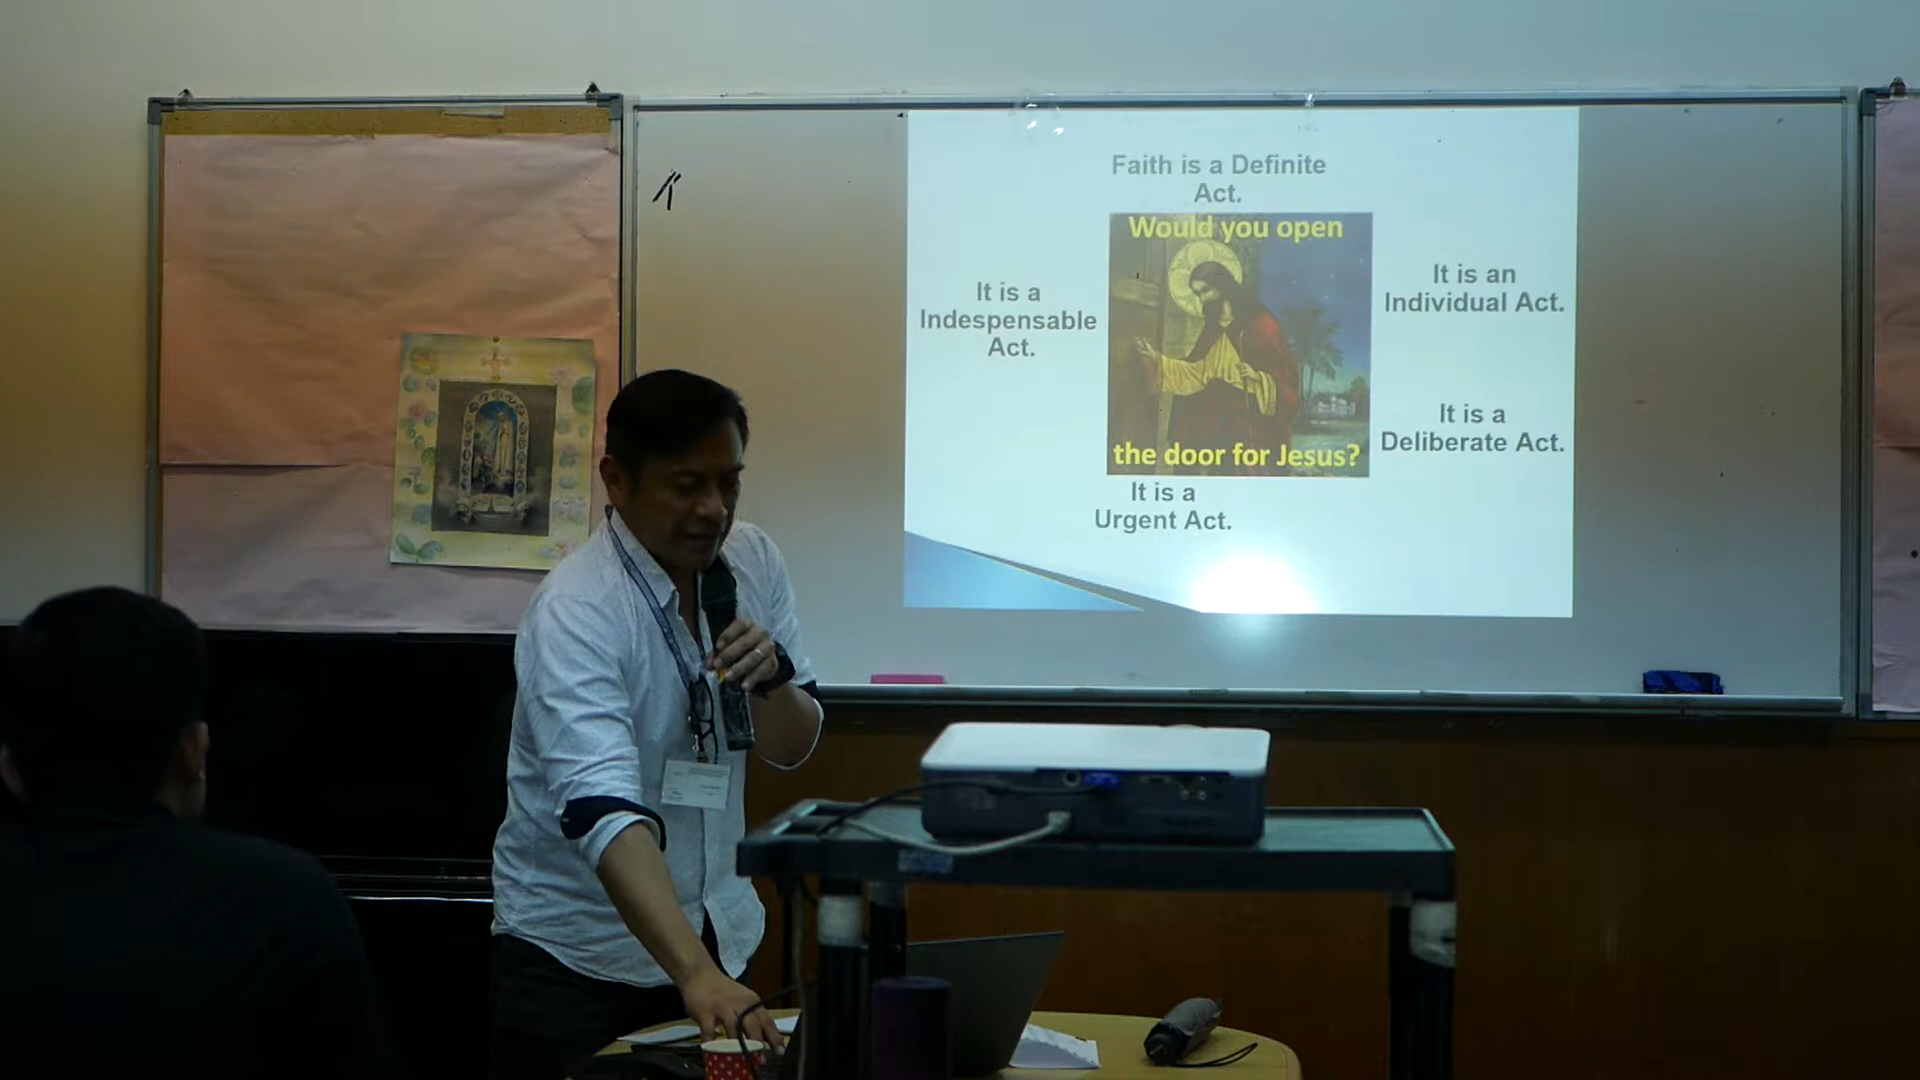 Faith is a Definite
Act.
Would you open
the door for Jesus?
It is an
Individual Act.
It is a
Deliberate Act.
It is a
Urgent Act.
It is a
Indespensable
Act.